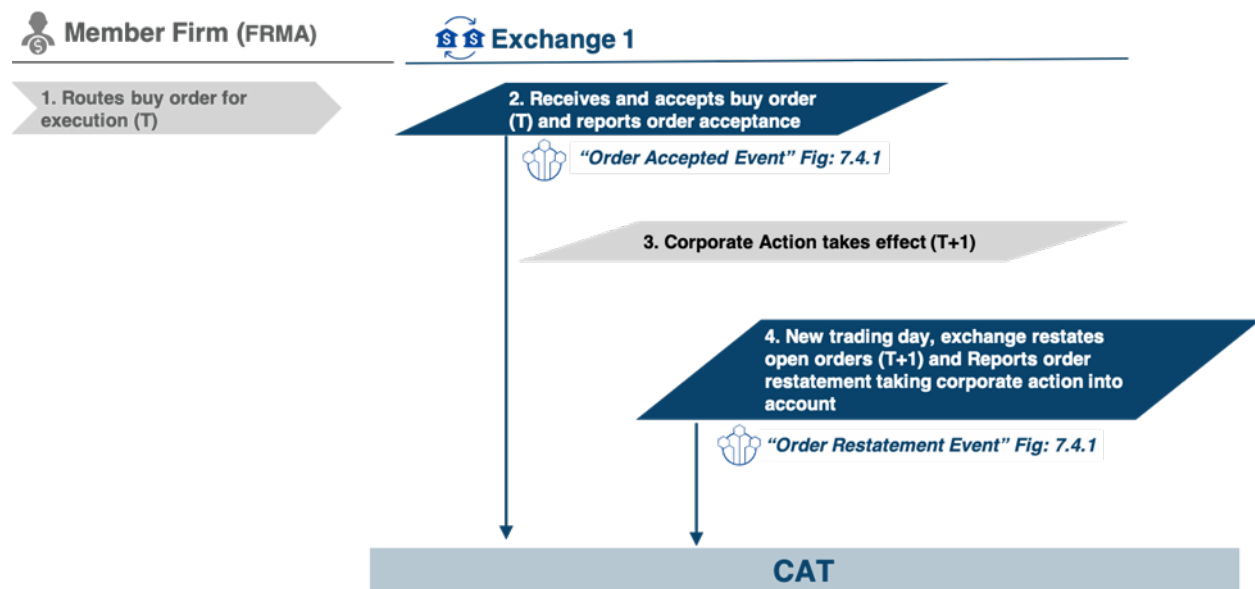 Member Firm (FRMA)
Exchange 1
1. Routes buy order for
execution (T)
2. Receives and accepts buy order
(T) and reports order acceptance
“Order Accepted Event” Fig: 7.4.1
3. Corporate Action takes effect (T+1)
4. New trading day, exchange restates
open orders (T+1) and Reports order
restatement taking corporate action into
account
“Order Restatement Event” Fig: 7.4.1
CAT